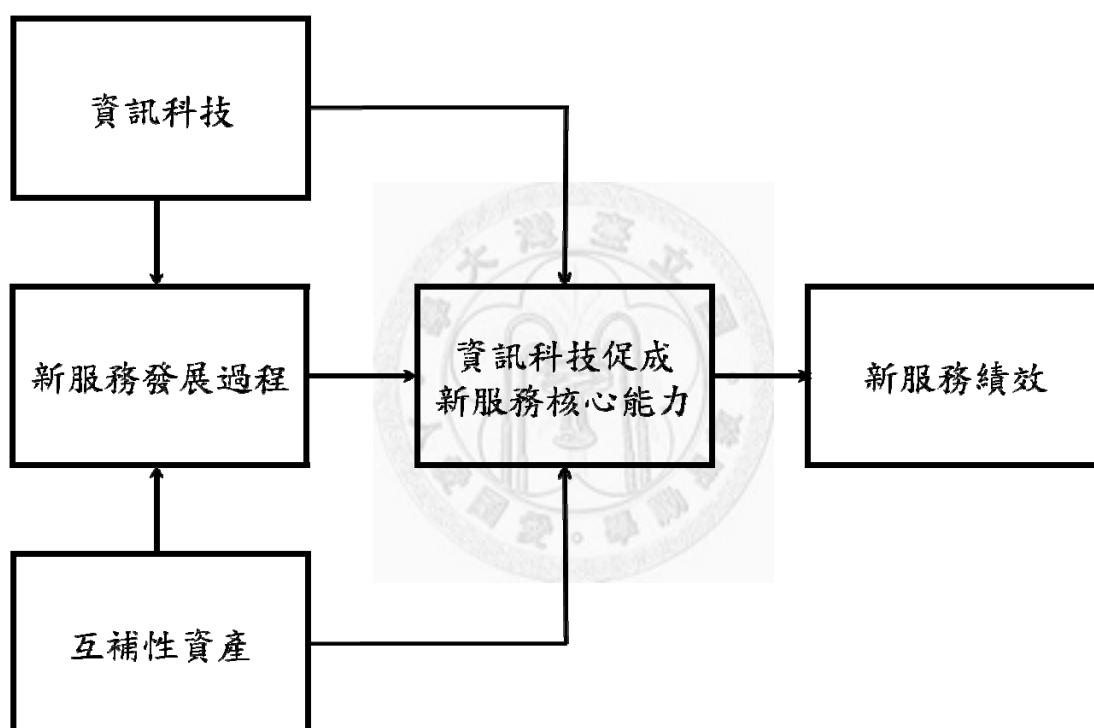 資訊科技
新服務發展過程
資訊科技促成
新服務核心能力
新服務績效
互補性資產